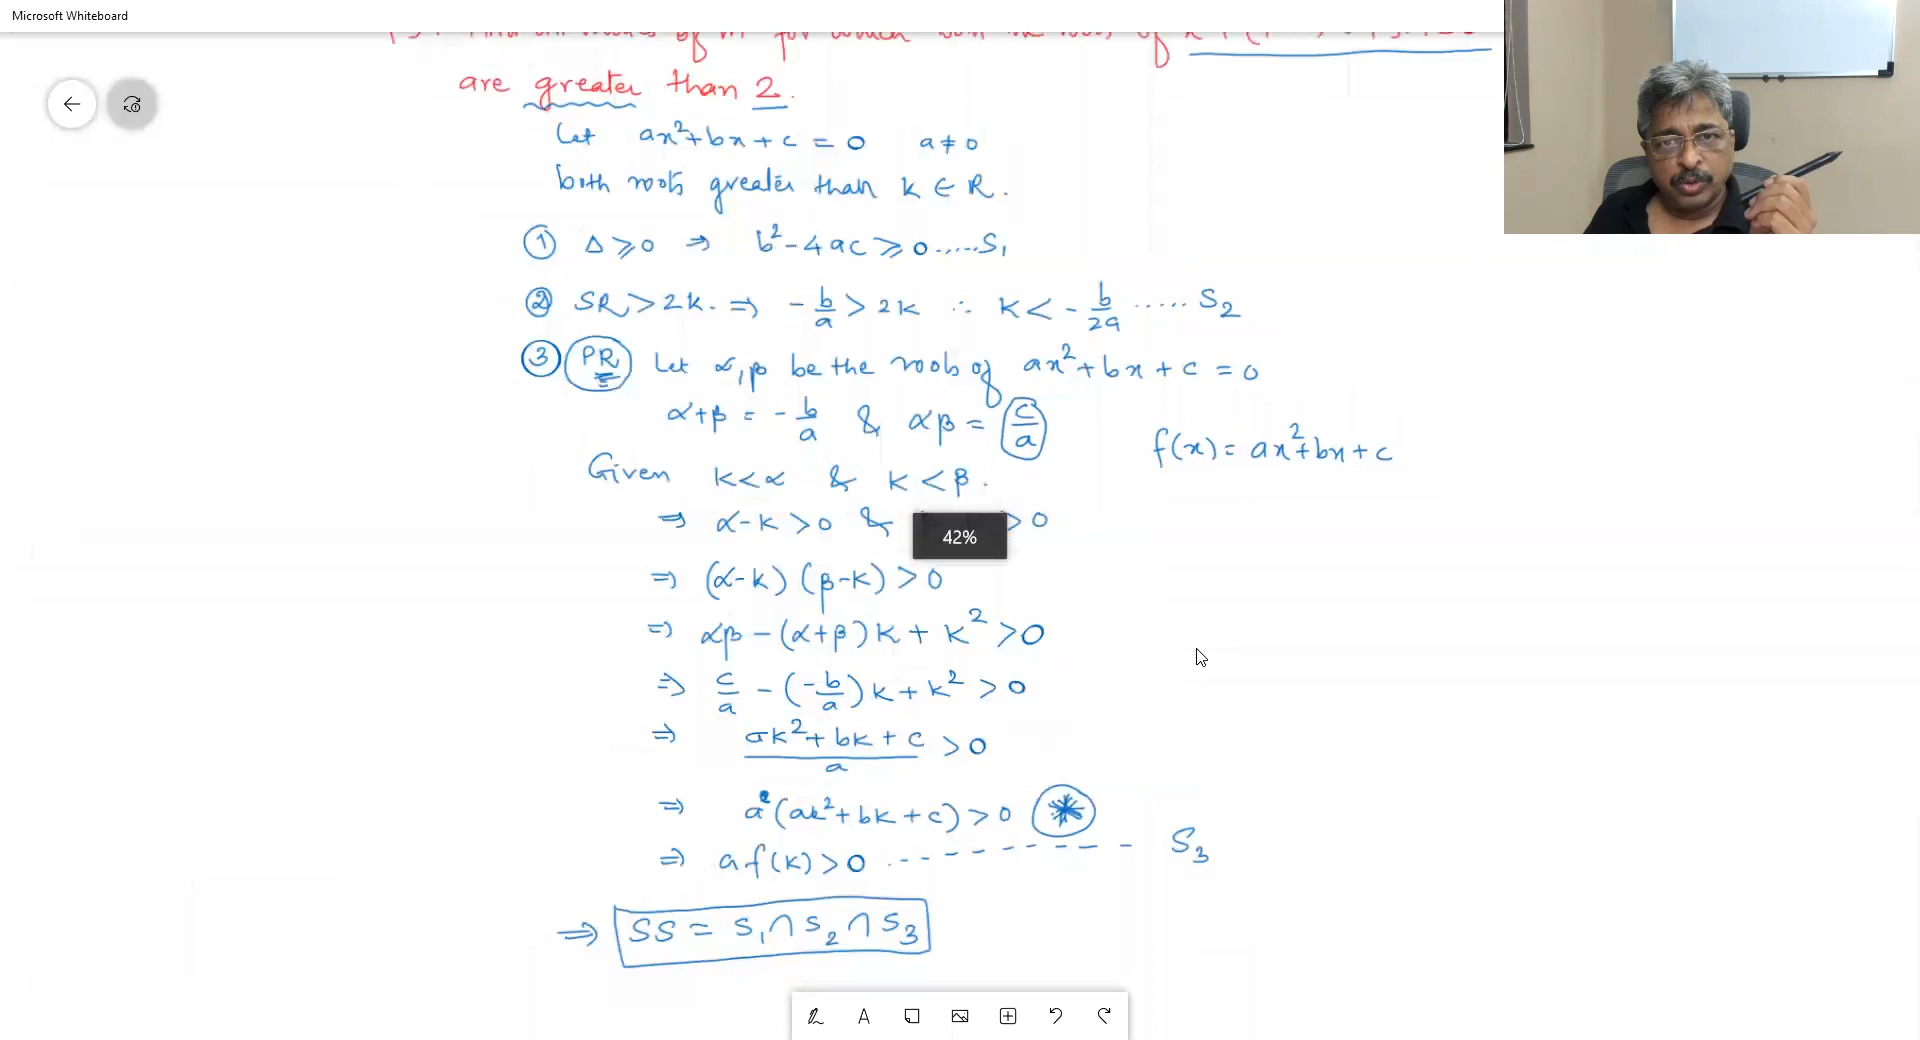 Microsoft Whiteboard
for which
are greater than 2.
Let ax²+bx+c = 0 a≠0
both roots greater than k ∈ R.
① Δ ≥ 0 ⇒ b²-4ac ≥ 0 ..... S₁
② SR > 2k. ⇒ -b/a > 2k ∴ k < -b/2a ..... S₂
③ PR Let α, β be the roots of ax²+bx+c = 0
α+β = -b/a & αβ = c/a
f(x) = ax²+bx+c
Given k<α & k<β.
⇒ α-k > 0 & > 0
42%
⇒ (α-k) (β-k) > 0
⇒ αβ - (α+β)k + k² > 0
⇒ c/a - (-b/a)k + k² > 0
⇒ ak²+bk+c/a > 0
⇒ a²(ak²+bk+c) > 0 *
⇒ a f(k) > 0 ---------- S₃
⇒ SS = S₁∩S₂∩S₃